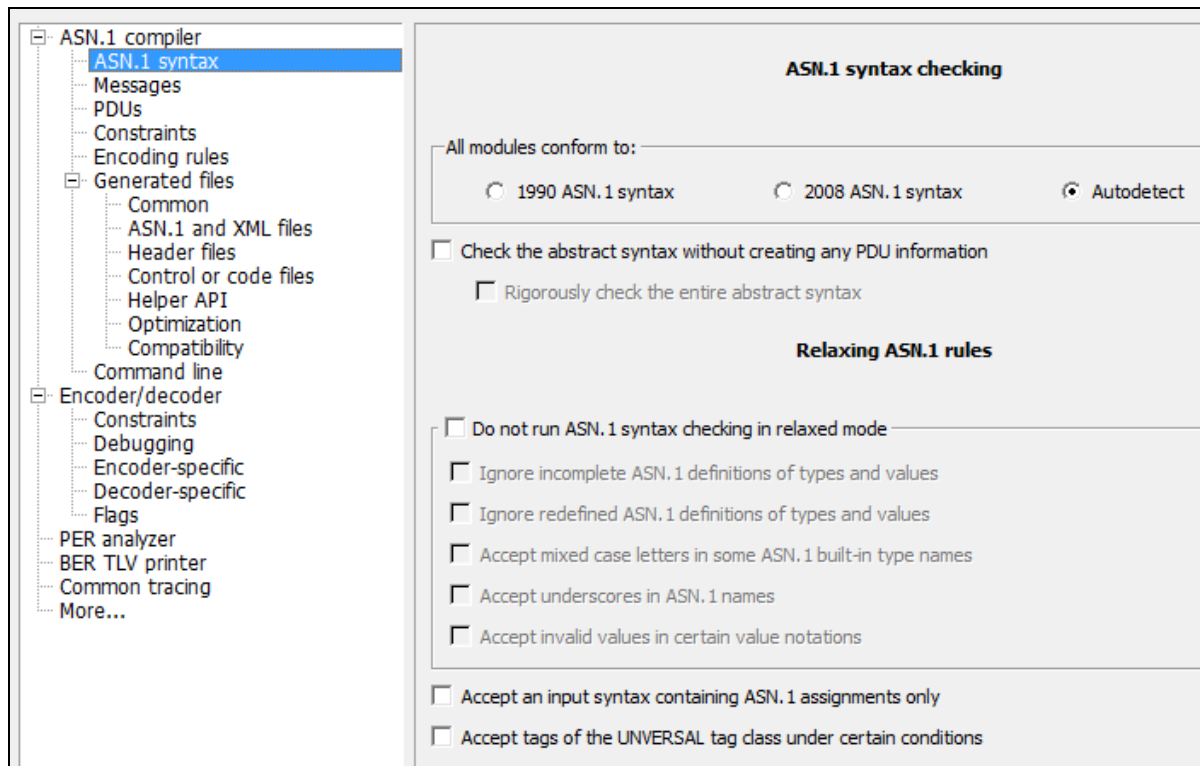 ASN.1 compiler
ASN.1 syntax
Messages
PDUs
Constraints
Encoding rules
Generated files
Common
ASN.1 and XML files
Header files
Control or code files
Helper API
Optimization
Compatibility
Command line
Encoder/decoder
Constraints
Debugging
Encoder-specific
Decoder-specific
Flags
PER analyzer
BER TLV printer
Common tracing
More...
ASN.1 syntax checking
All modules conform to:
1990 ASN.1 syntax 2008 ASN.1 syntax Autodetect
Check the abstract syntax without creating any PDU information
Rigorously check the entire abstract syntax
Relaxing ASN.1 rules
Do not run ASN.1 syntax checking in relaxed mode
Ignore incomplete ASN.1 definitions of types and values
Ignore redefined ASN.1 definitions of types and values
Accept mixed case letters in some ASN.1 built-in type names
Accept underscores in ASN.1 names
Accept invalid values in certain value notations
Accept an input syntax containing ASN.1 assignments only
Accept tags of the UNVERSAL tag class under certain conditions